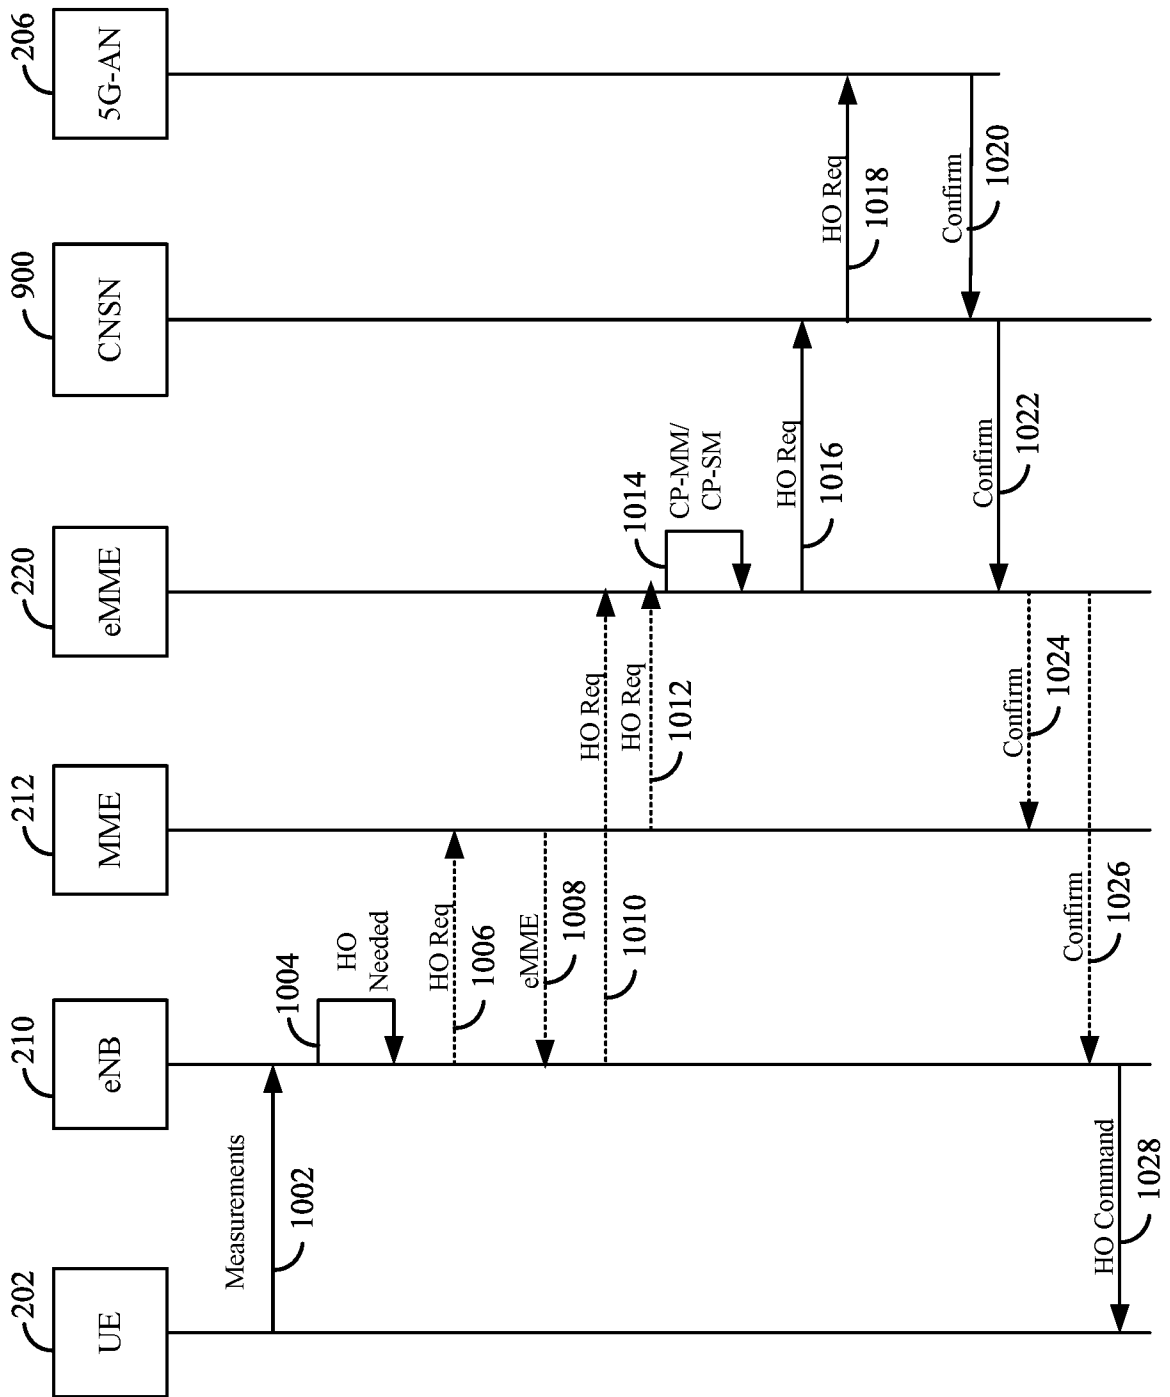 202
UE
210
eNB
212
MME
220
eMME
900
CNSN
206
5G-AN
Measurements
1002
1004
HO
Needed
HO Req
1006
eMME
1008
HO Req
1010
HO Req
1012
1014
CP-MM/
CP-SM
HO Req
1016
HO Req
1018
Confirm
1020
Confirm
1022
Confirm
1024
Confirm
1026
HO Command
1028